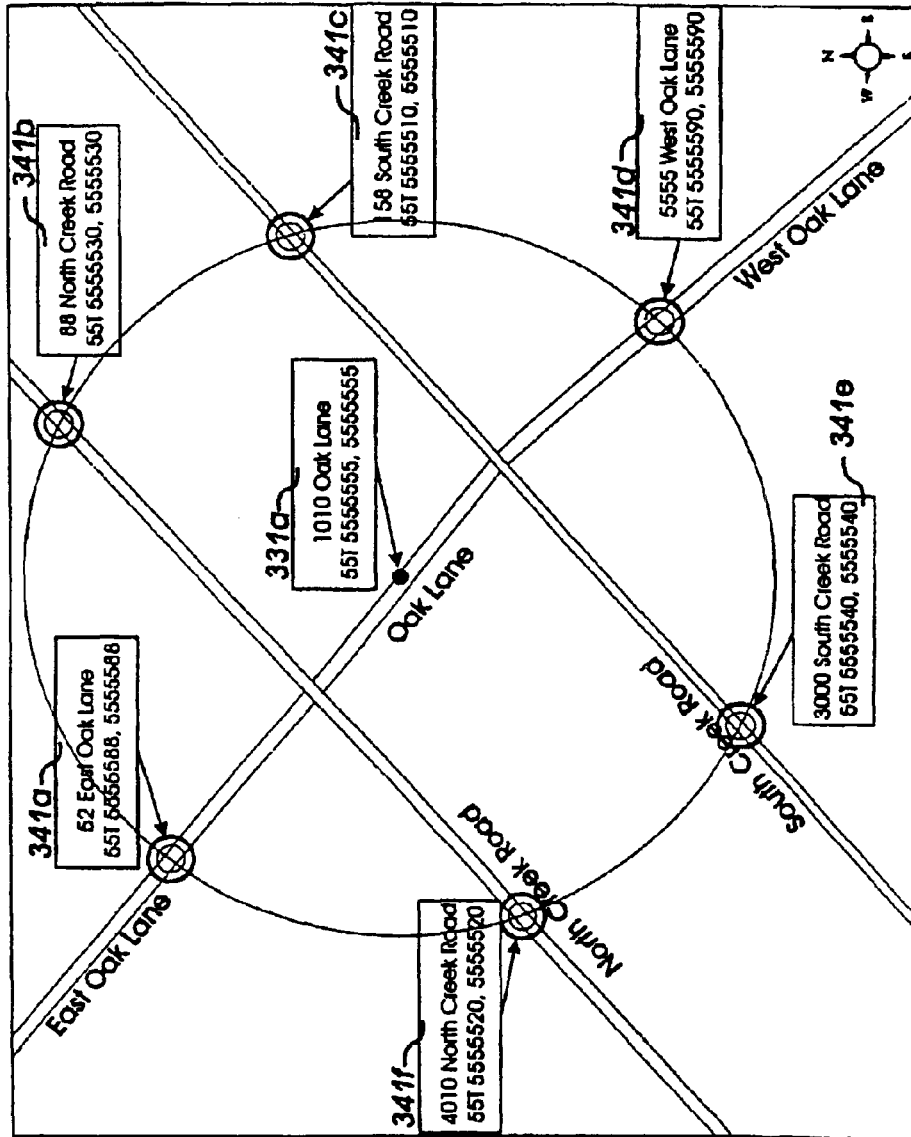 341a
52 East Oak Lane
55T 5555588, 5555588
341b
88 North Creek Road
55T 5555530, 5555530
341c
158 South Creek Road
55T 5555510, 5555510
331a
1010 Oak Lane
55T 5555555, 5555555
341d
5555 West Oak Lane
55T 5555590, 5555590
341e
3000 South Creek Road
55T 5555540, 5555540
341f
4010 North Creek Road
55T 5555520, 5555520
East Oak Lane
Oak Lane
West Oak Lane
North Creek Road
South Creek Road
N
W